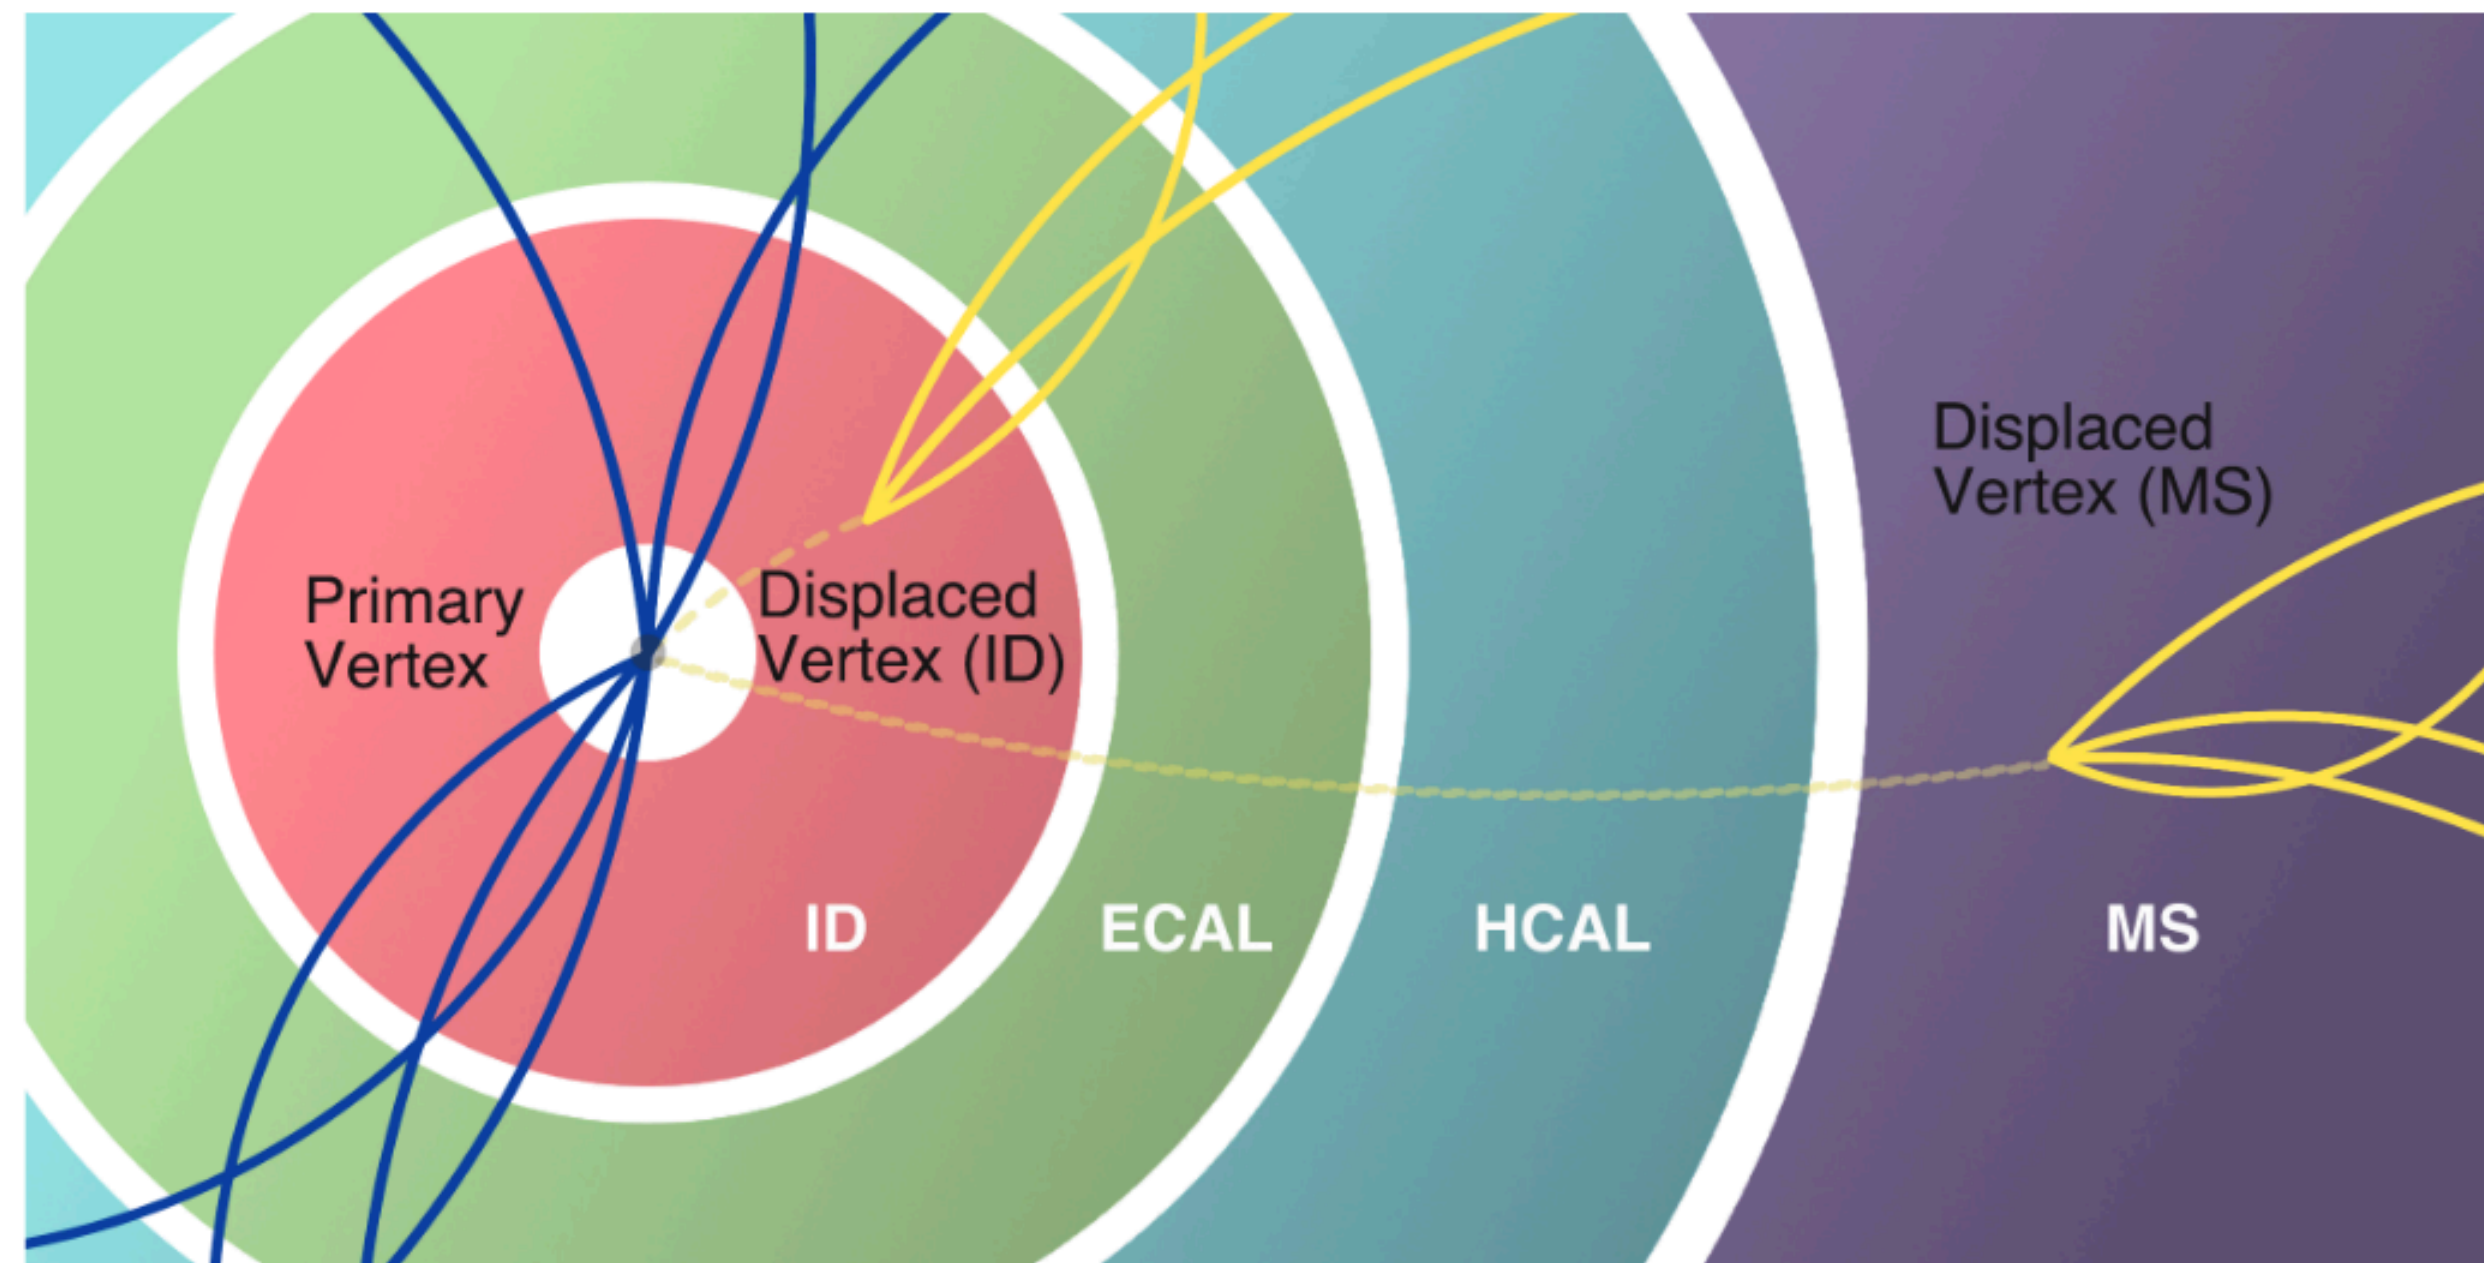 Displaced
Vertex (MS)
Primary
Vertex
Displaced
Vertex (ID)
ID
ECAL
HCAL
MS